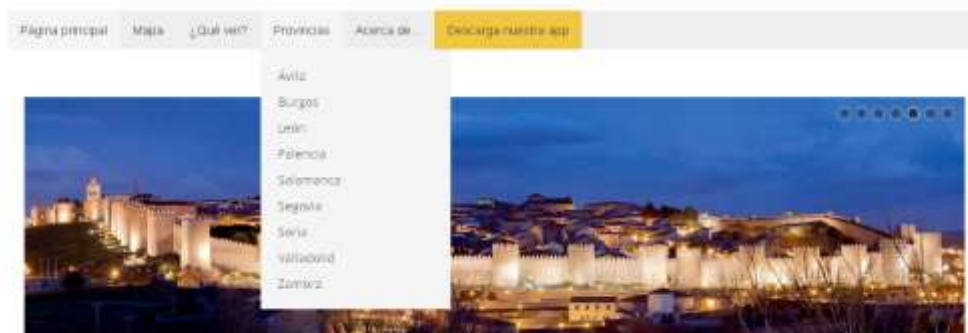 Página principal Mapa ¿Qué ver? Provincias Acerca de... Descarga nuestra app
Ávila
Burgos
León
Palencia
Salamanca
Segovia
Soria
Valladolid
Zamora